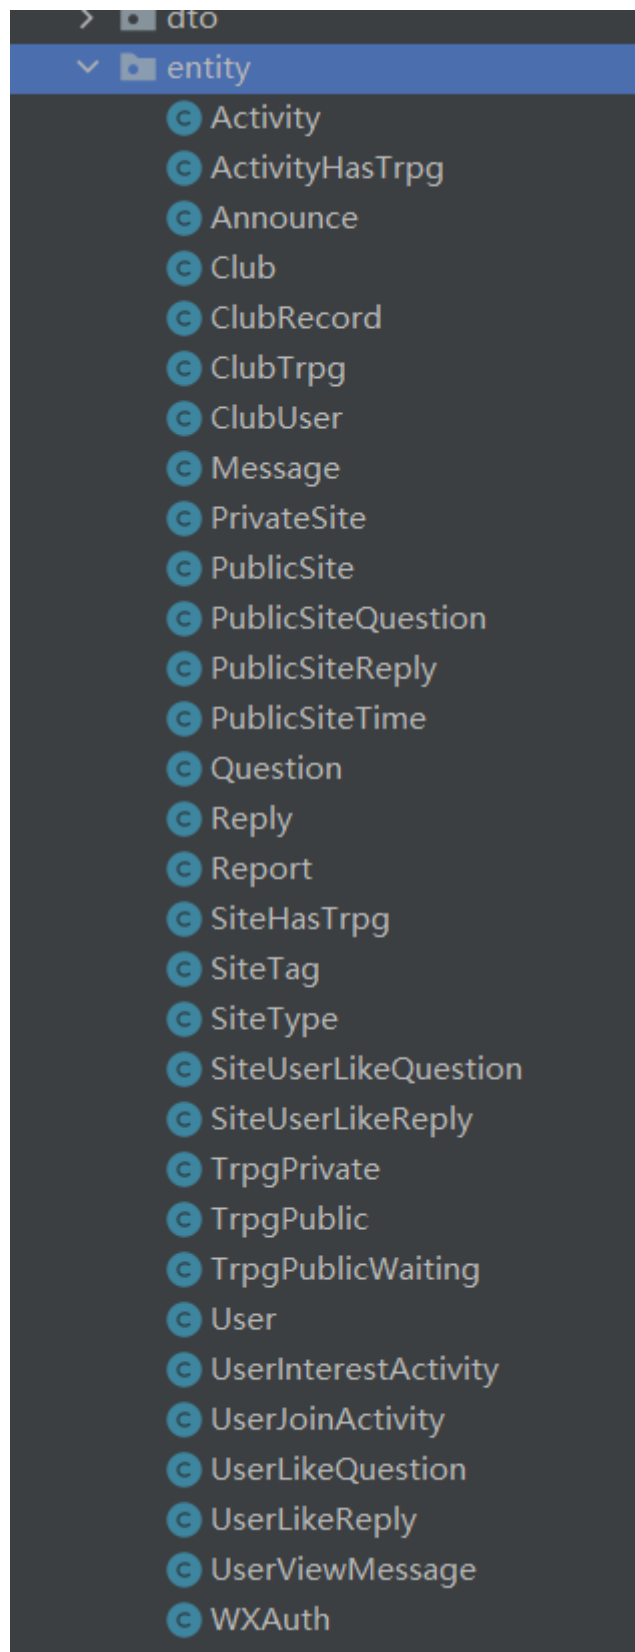 dto
entity
Activity
ActivityHasTrpg
Announce
Club
ClubRecord
ClubTrpg
ClubUser
Message
PrivateSite
PublicSite
PublicSiteQuestion
PublicSiteReply
PublicSiteTime
Question
Reply
Report
SiteHasTrpg
SiteTag
SiteType
SiteUserLikeQuestion
SiteUserLikeReply
TrpgPrivate
TrpgPublic
TrpgPublicWaiting
User
UserInterestActivity
UserJoinActivity
UserLikeQuestion
UserLikeReply
UserViewMessage
WXAuth